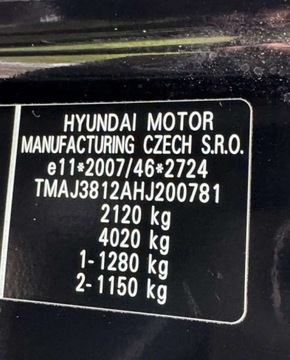 HYUNDAI MOTOR
MANUFACTURING CZECH S.R.O.
e11*2007/46*2724
TMAJ3812AHJ200781
2120 kg
4020 kg
1-1280 kg
2-1150 kg